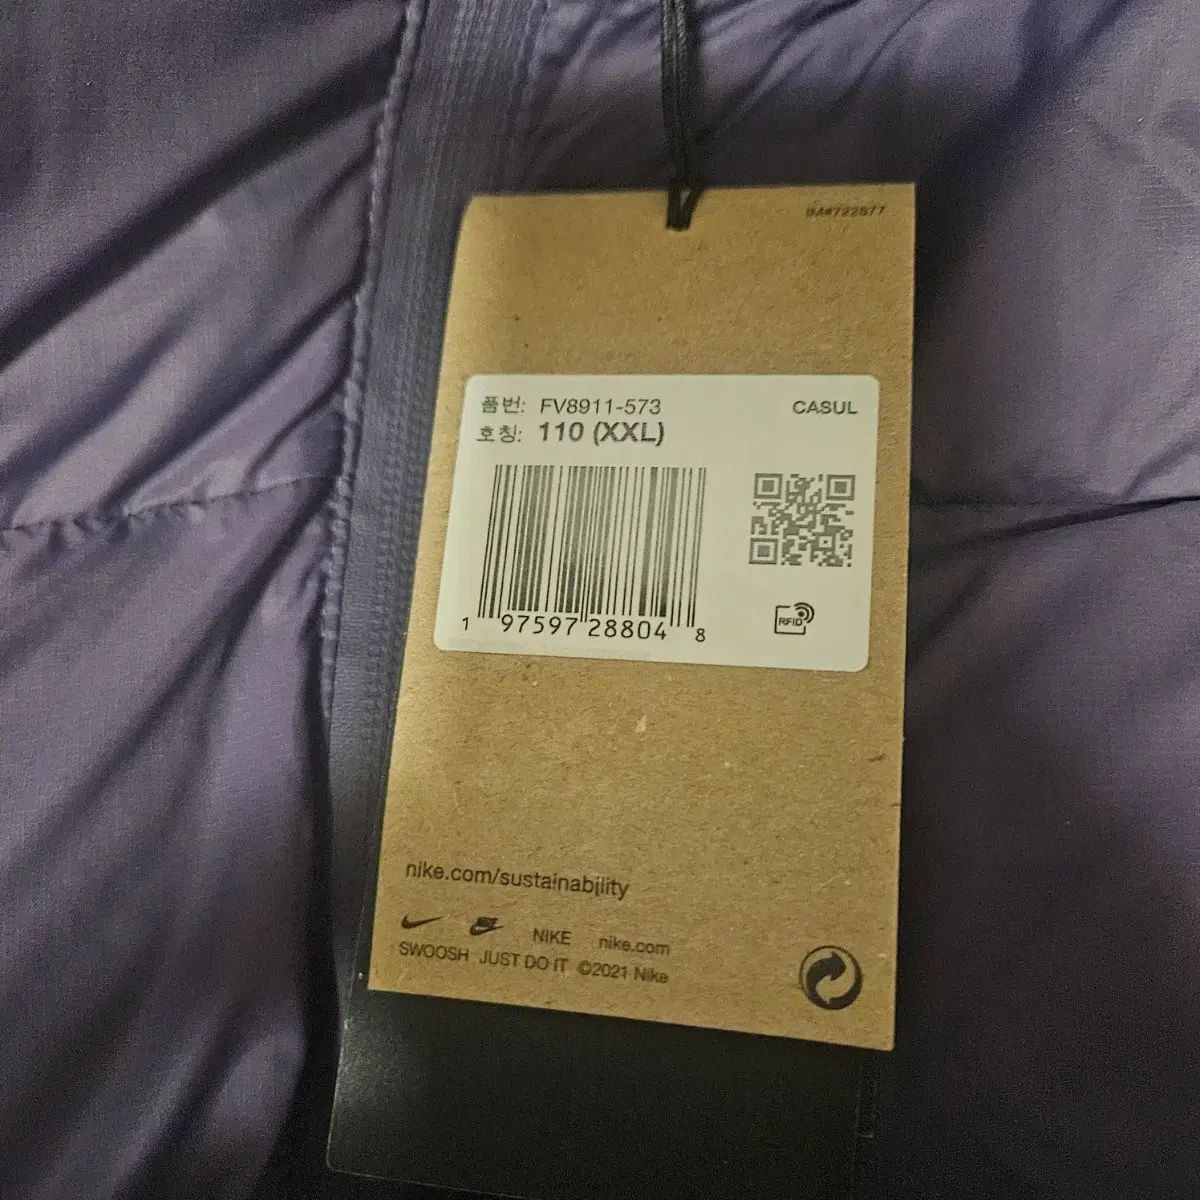 품번: FV8911-573
CASUL
호칭: 110 (XXL)
1 97597 28804 8
RFID
nike.com/sustainability
NIKE nike.com
SWOOSH JUST DO IT ©2021 Nike